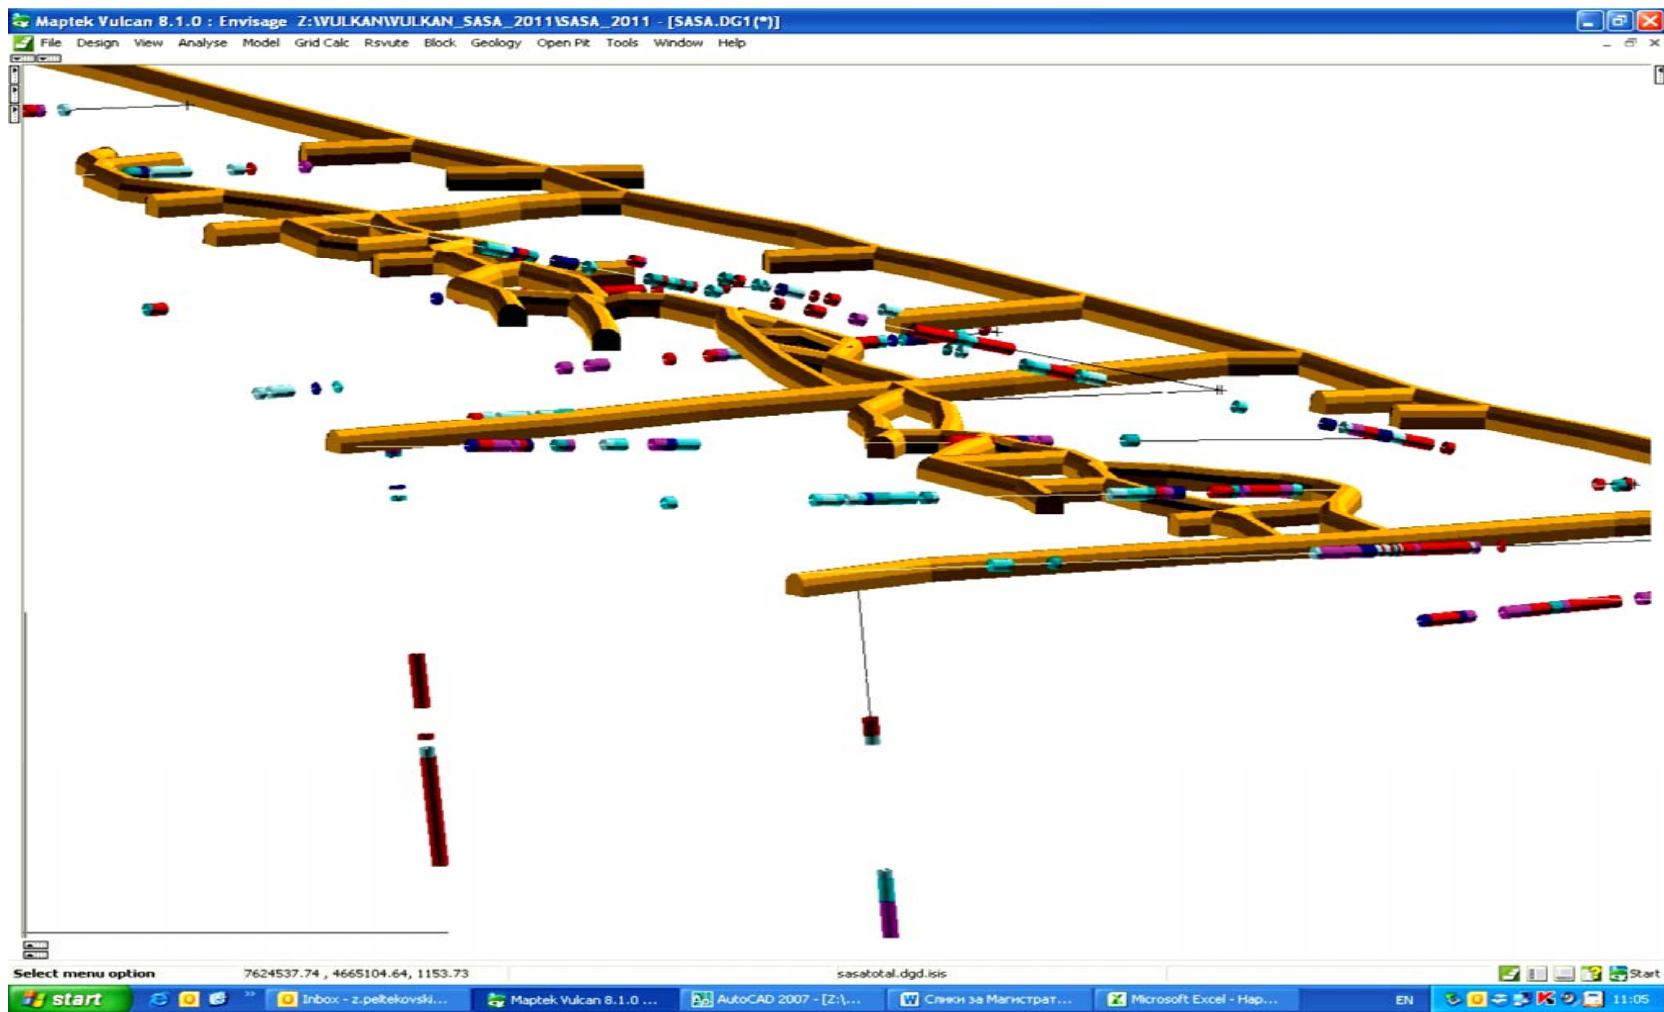 Maptek Vulcan 8.1.0 : Envisage Z:\VULKAN\VULKAN_SASA_2011\SASA_2011 - [SASA.DG1(*)]
File Design View Analyse Model Grid Calc Rsvute Block Geology Open Pit Tools Window Help
Select menu option 7624537.74 , 4665104.64, 1153.73 sasatotal.dgd.isis Start
start Inbox - z.peltekovski... Maptek Vulcan 8.1.0 ... AutoCAD 2007 - [Z:\... Слики за Магистрат... Microsoft Excel - Нар... EN 11:05